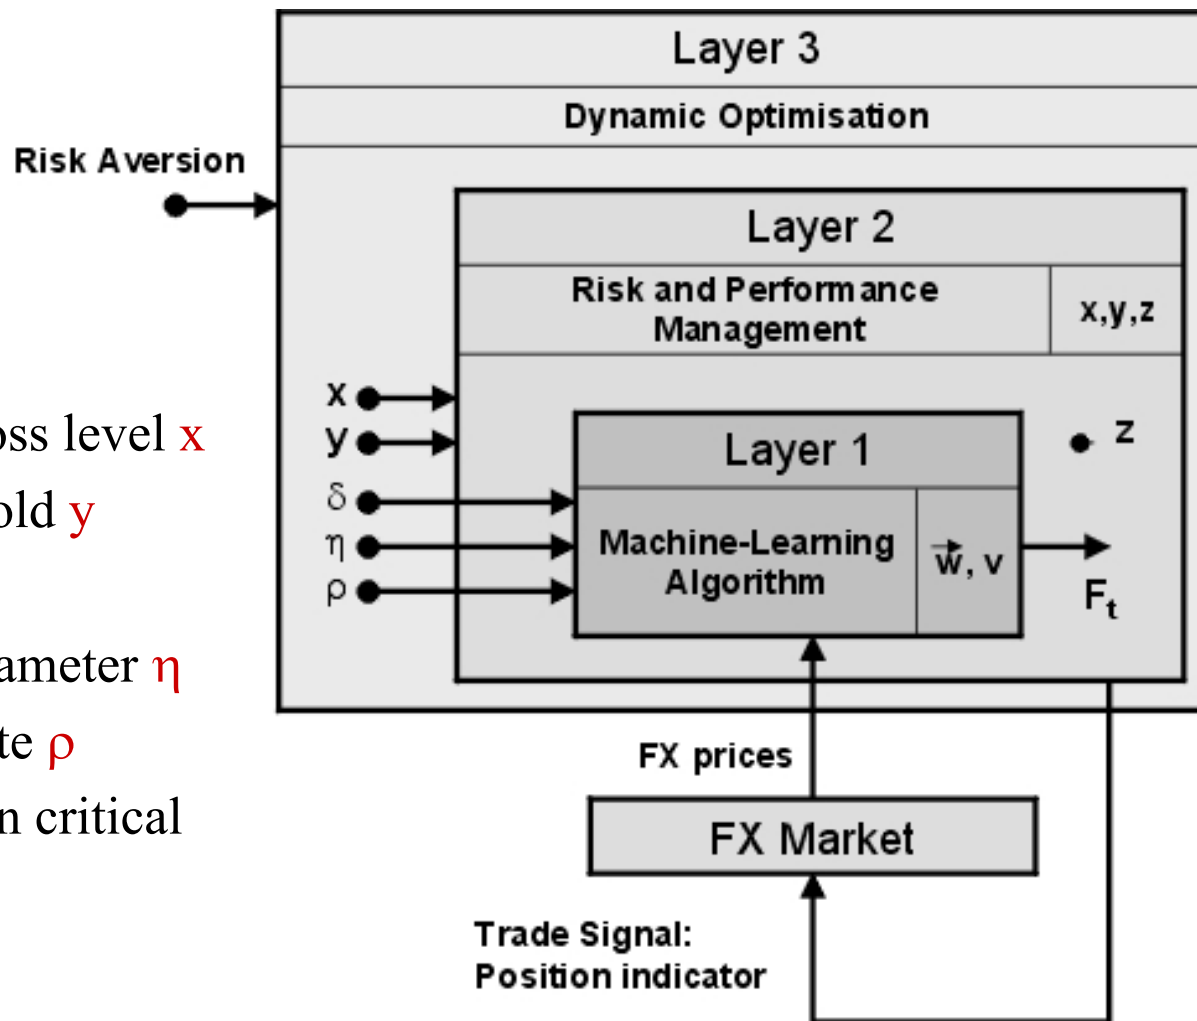 Layer 3
Dynamic Optimisation
Risk Aversion
Layer 2
Risk and Performance
Management
x,y,z
x
y
δ
η
ρ
Layer 1
Machine-Learning
Algorithm
w⃗, v
z
Fₜ
oss level x
old y
ameter η
te ρ
n critical
FX prices
FX Market
Trade Signal:
Position indicator